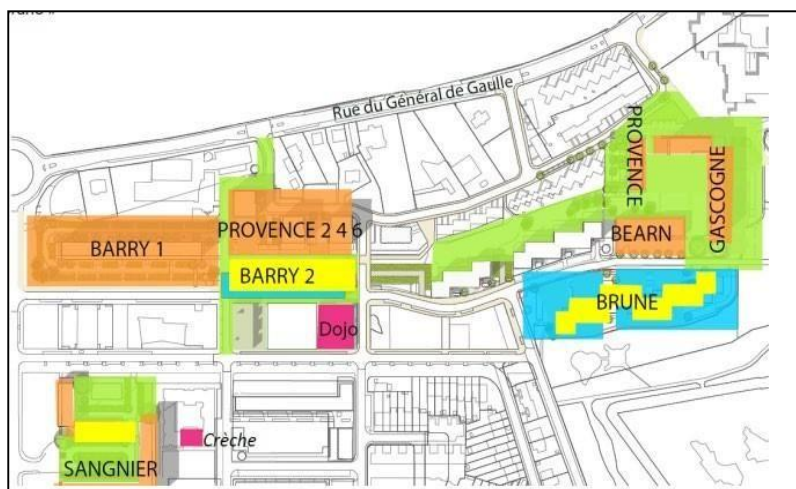 Rue du Général de Gaulle
PROVENCE
GASCOGNE
PROVENCE 2 4 6
BEARN
BARRY 1
BARRY 2
BRUNE
Dojo
Crèche
SANGNIER